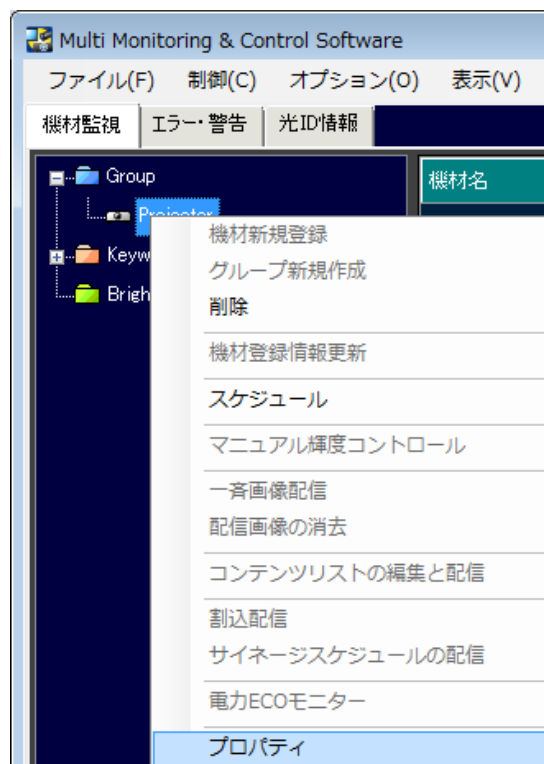 Multi Monitoring & Control Software
ファイル(F) 制御(C) オプション(O) 表示(V)
機材監視 エラー・警告 光ID情報
Group
機材名
Projector
機材新規登録
Keyw
グループ新規作成
Brigh
削除
機材登録情報更新
スケジュール
マニュアル輝度コントロール
一斉画像配信
配信画像の消去
コンテンツリストの編集と配信
割込配信
サイネージスケジュールの配信
電力ECOモニター
プロパティ